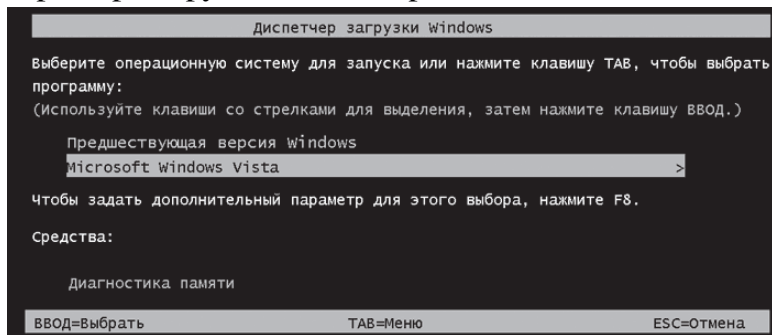 Диспетчер загрузки Windows
Выберите операционную систему для запуска или нажмите клавишу TAB, чтобы выбрать
программу:
(Используйте клавиши со стрелками для выделения, затем нажмите клавишу ВВОД.)
Предшествующая версия Windows
Microsoft Windows Vista >
Чтобы задать дополнительный параметр для этого выбора, нажмите F8.
Средства:
Диагностика памяти
ВВОД=Выбрать TAB=Меню ESC=Отмена